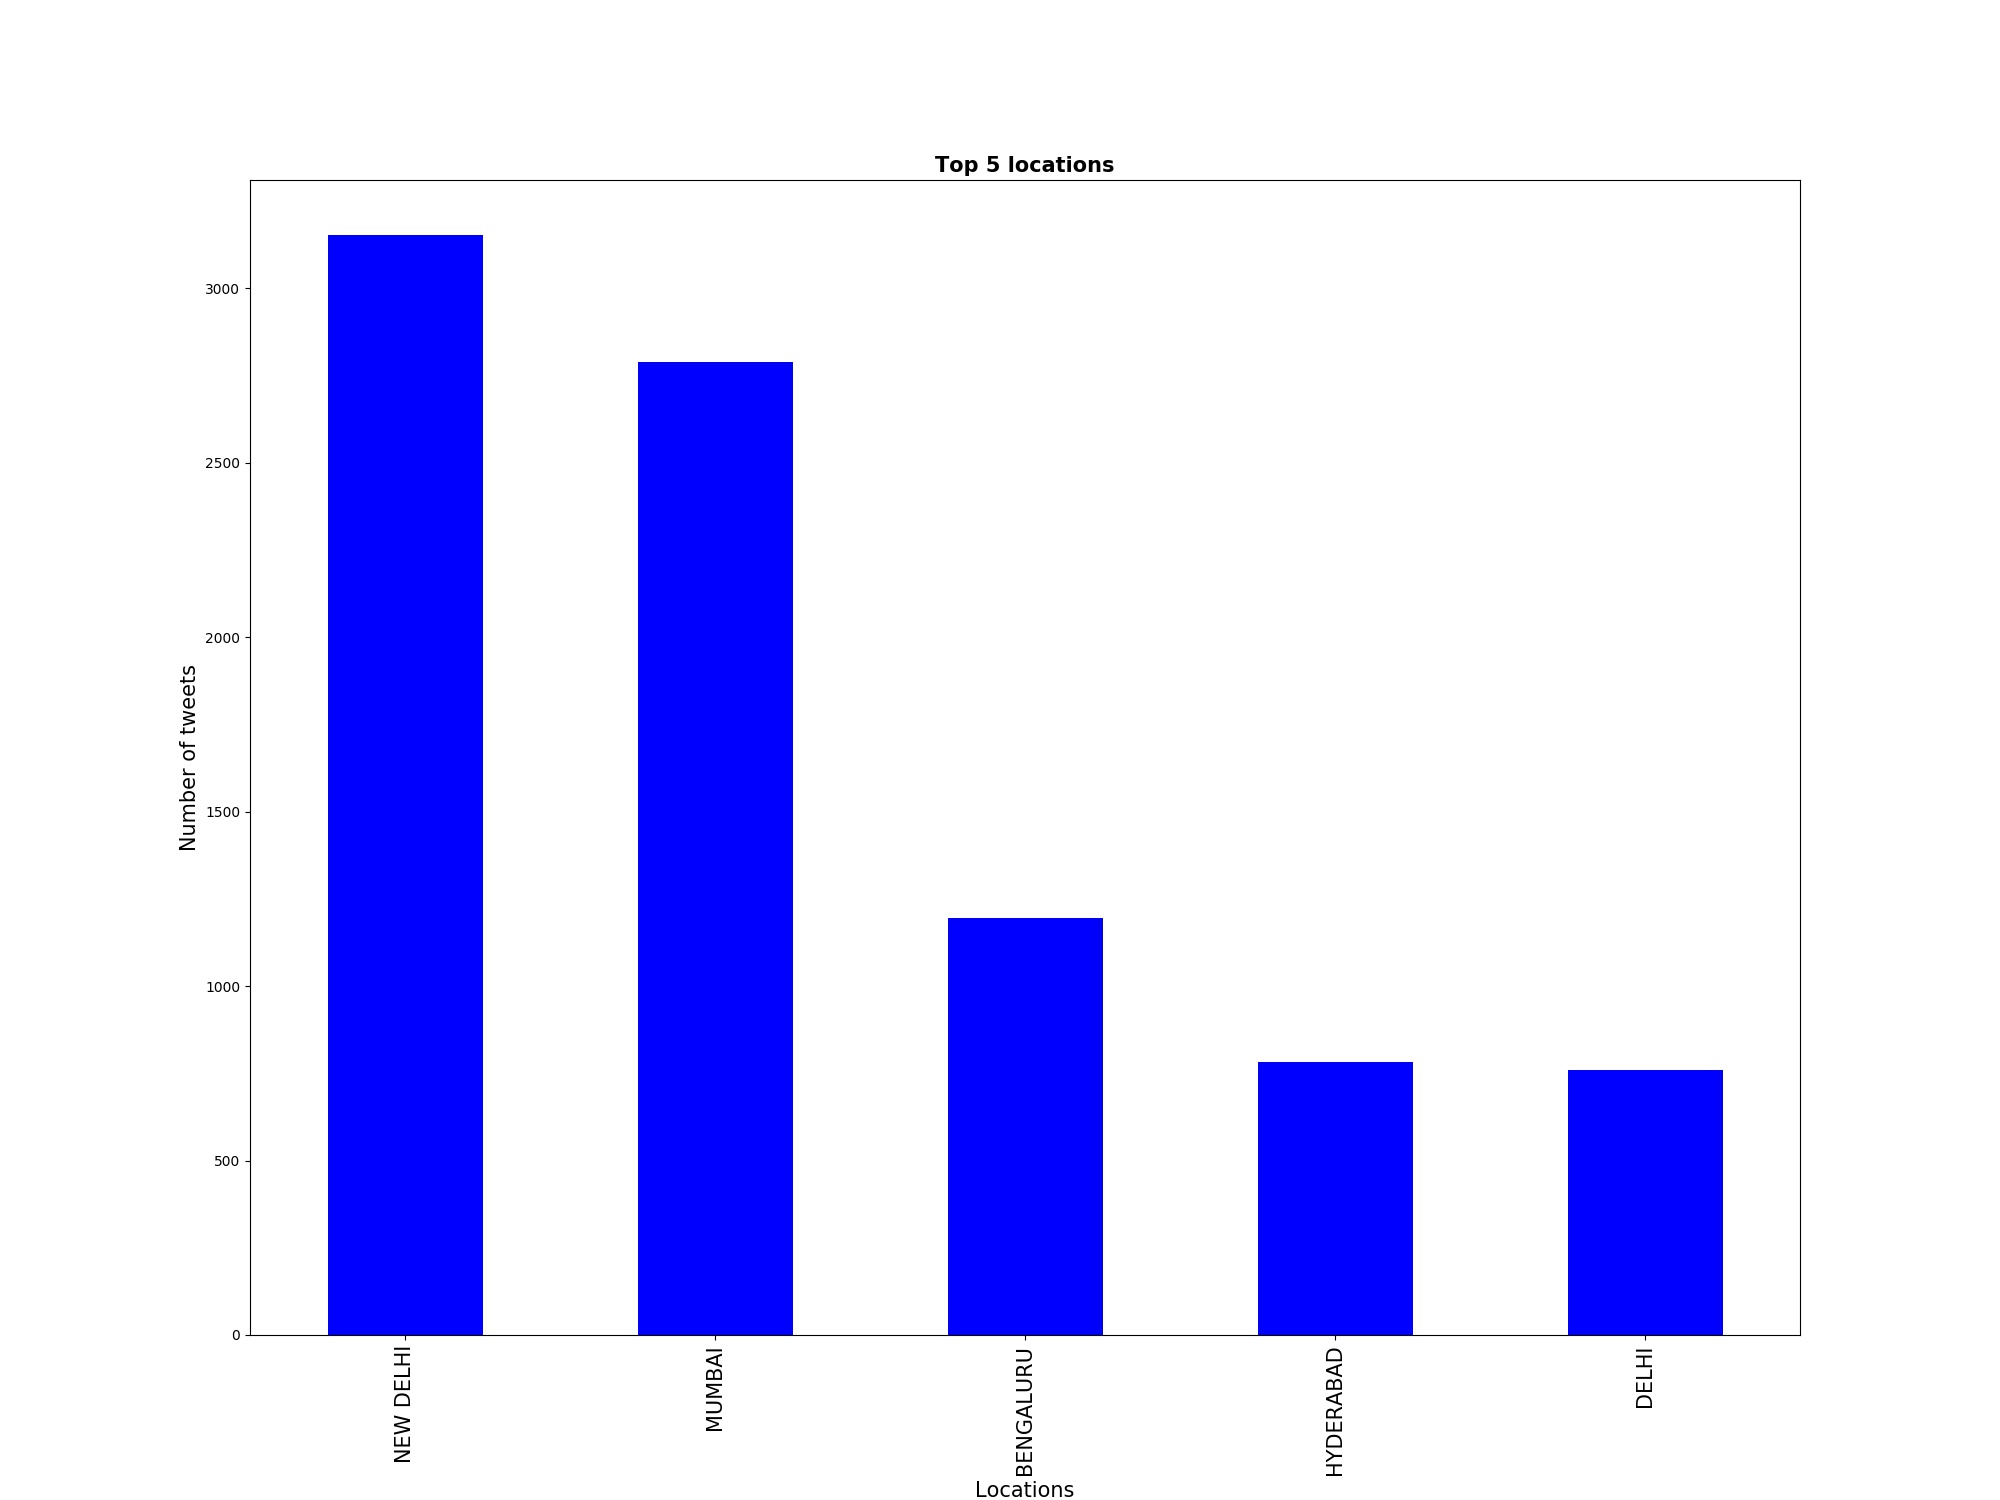 Top 5 locations
Number of tweets
3000
2500
2000
1500
1000
500
0
NEW DELHI
MUMBAI
BENGALURU
HYDERABAD
DELHI
Locations